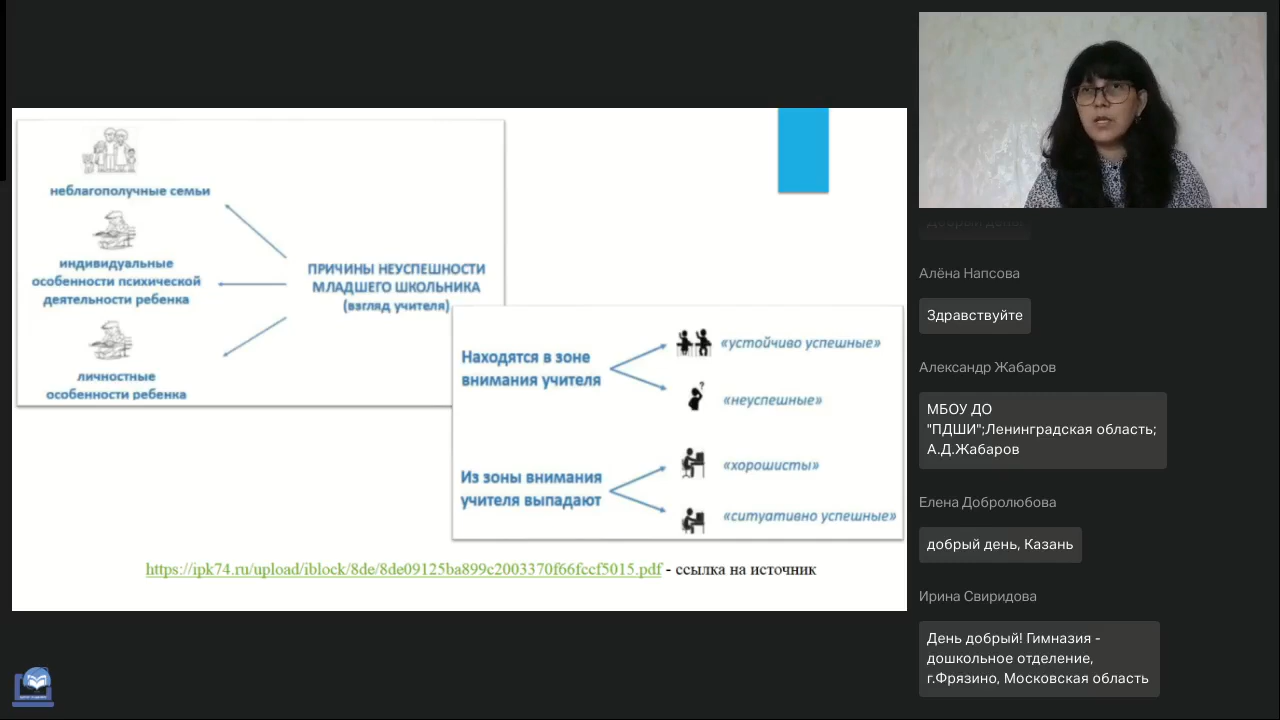 неблагополучные семьи
индивидуальные
особенности психической
деятельности ребенка
личностные
особенности ребенка
ПРИЧИНЫ НЕУСПЕШНОСТИ
МЛАДШЕГО ШКОЛЬНИКА
(взгляд учителя)
Находятся в зоне
внимания учителя
«устойчиво успешные»
«неуспешные»
Из зоны внимания
учителя выпадают
«хорошисты»
«ситуативно успешные»
https://ipk74.ru/upload/iblock/8de/8de09125ba899c2003370f66fccf5015.pdf - ссылка на источник
Алёна Напсова
Здравствуйте
Александр Жабаров
МБОУ ДО
"ПДШИ";Ленинградская область;
А.Д.Жабаров
Елена Добролюбова
добрый день, Казань
Ирина Свиридова
День добрый! Гимназия -
дошкольное отделение,
г.Фрязино, Московская область